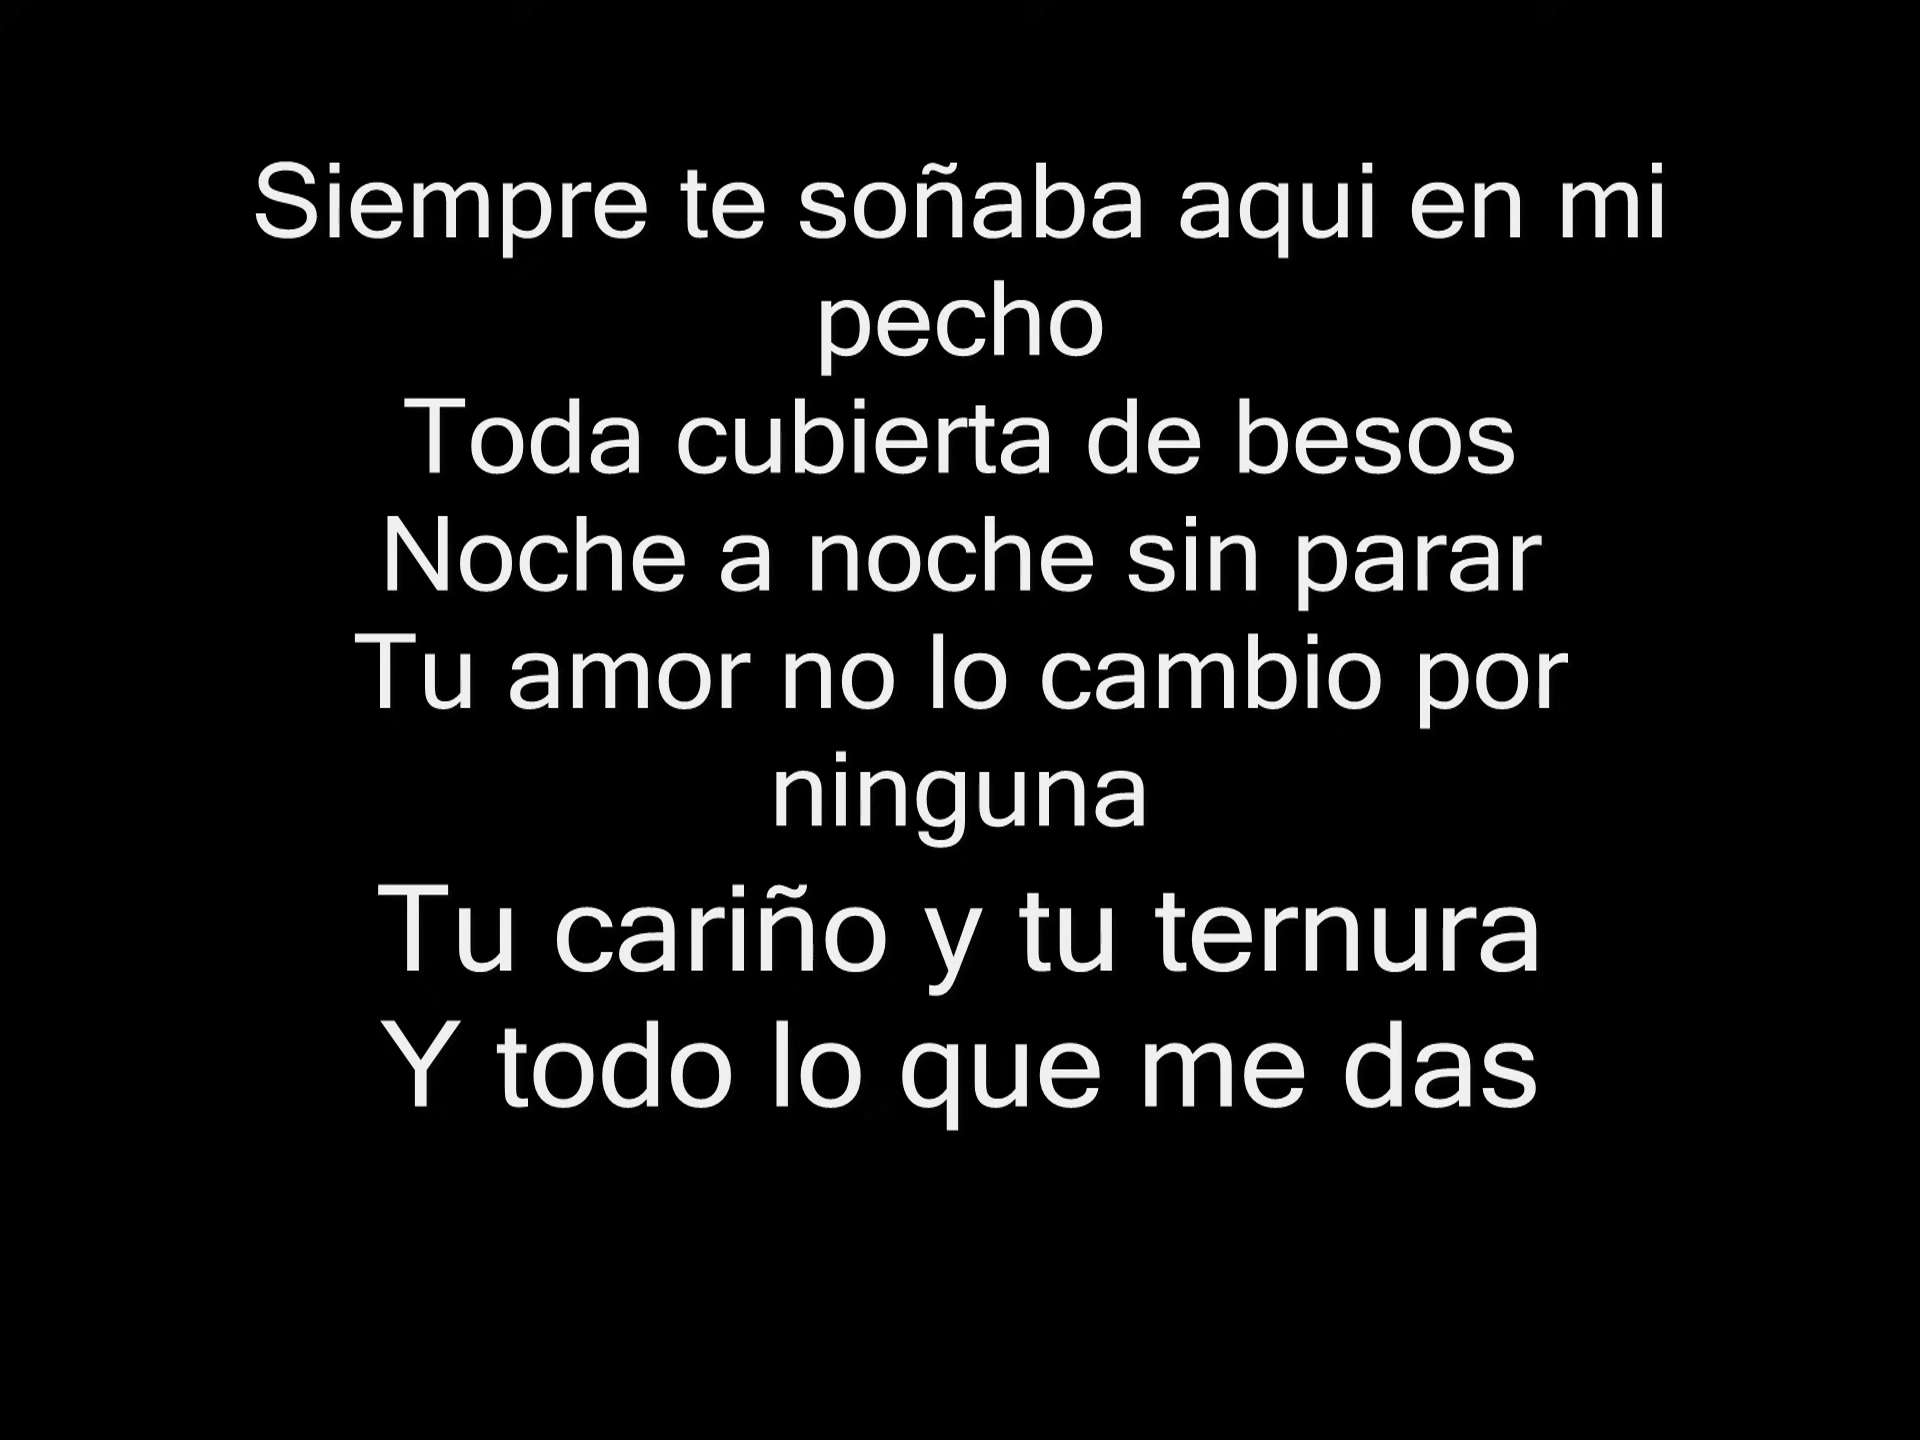 Siempre te soñaba aqui en mi
pecho
Toda cubierta de besos
Noche a noche sin parar
Tu amor no lo cambio por
ninguna
Tu cariño y tu ternura
Y todo lo que me das